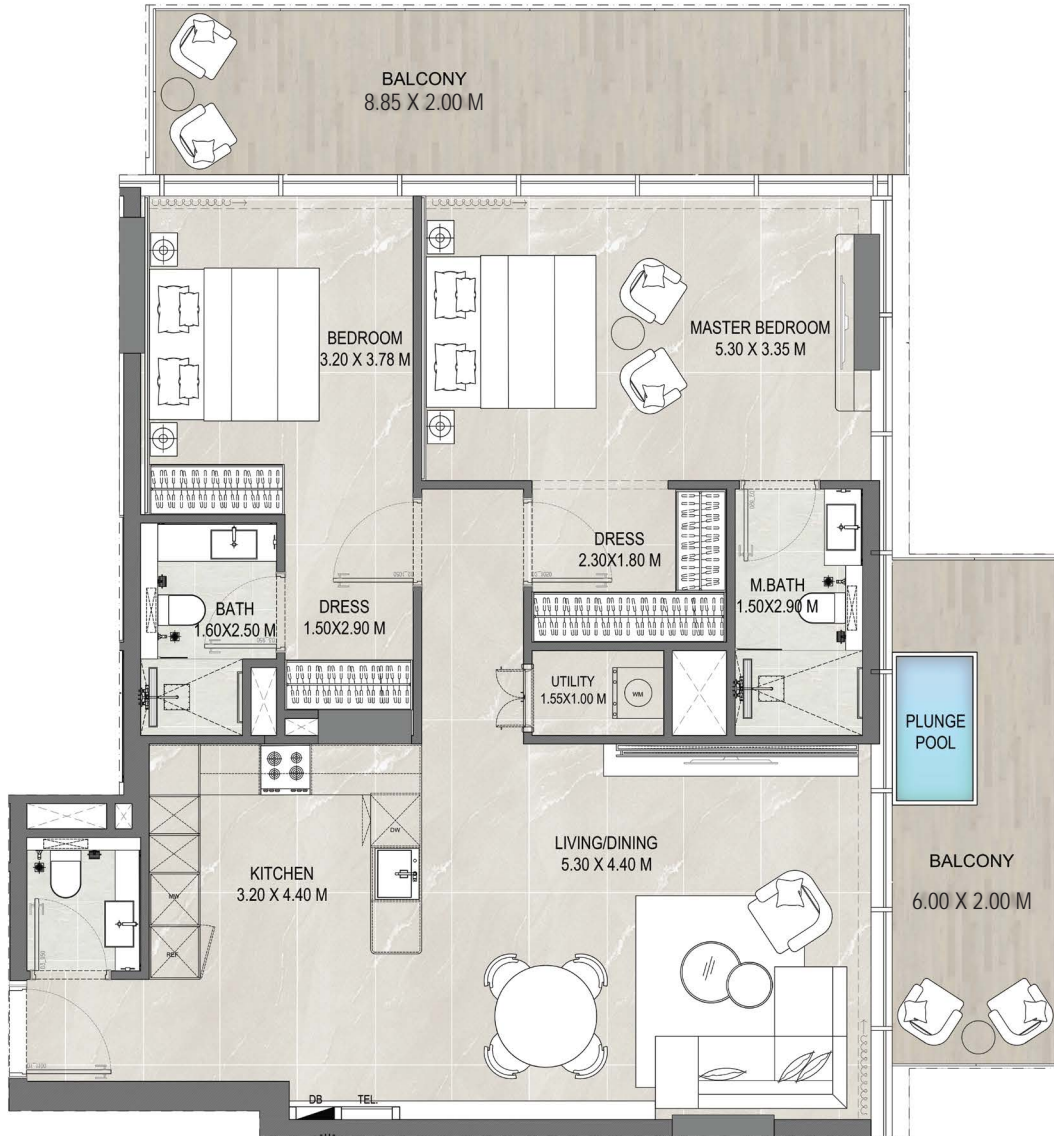 BALCONY
8.85 X 2.00 M
BEDROOM
3.20 X 3.78 M
MASTER BEDROOM
5.30 X 3.35 M
DRESS
2.30X1.80 M
BATH
1.60X2.50 M
DRESS
1.50X2.90 M
M.BATH
1.50X2.90 M
UTILITY
1.55X1.00 M
WM
PLUNGE
POOL
DW
LIVING/DINING
5.30 X 4.40 M
KITCHEN
3.20 X 4.40 M
MW
REF
BALCONY
6.00 X 2.00 M
DB
TEL.